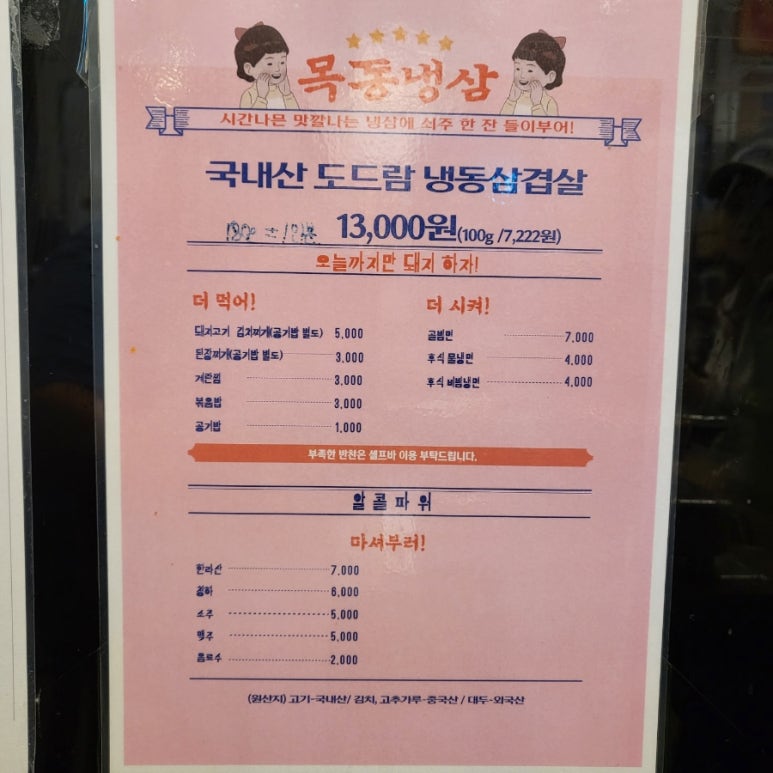 목동냉삼
시간나믄 맛깔나는 냉삼에 쇠주 한 잔 들이부어!
국내산 도드람 냉동삼겹살
13,000원(100g /7,222원)
오늘까지만 돼지 하자!
더 먹어!
돼지고기 김치찌개(공기밥 별도) 5,000
된장찌개(공기밥 별도) 3,000
계란찜 3,000
볶음밥 3,000
공기밥 1,000
더 시켜!
골뱅면 7,000
후식 물냉면 4,000
후식 비빔냉면 4,000
부족한 반찬은 셀프바 이용 부탁드립니다.
알콜파워
마셔부러!
한라산 7,000
청하 6,000
소주 5,000
맥주 5,000
음료수 2,000
(원산지) 고기-국내산/ 김치, 고추가루-중국산 / 대두-외국산